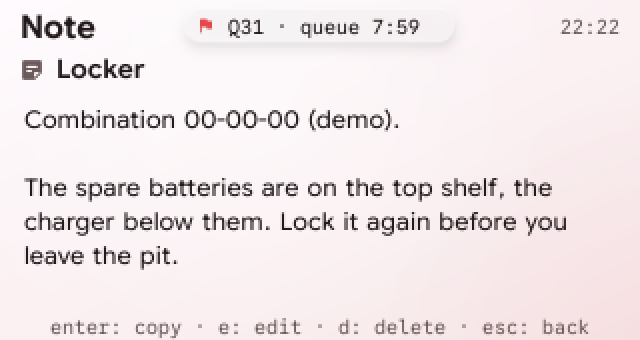 Note
Q31 · queue 7:59
22:22
Locker
Combination 00-00-00 (demo).
The spare batteries are on the top shelf, the
charger below them. Lock it again before you
leave the pit.
enter: copy · e: edit · d: delete · esc: back